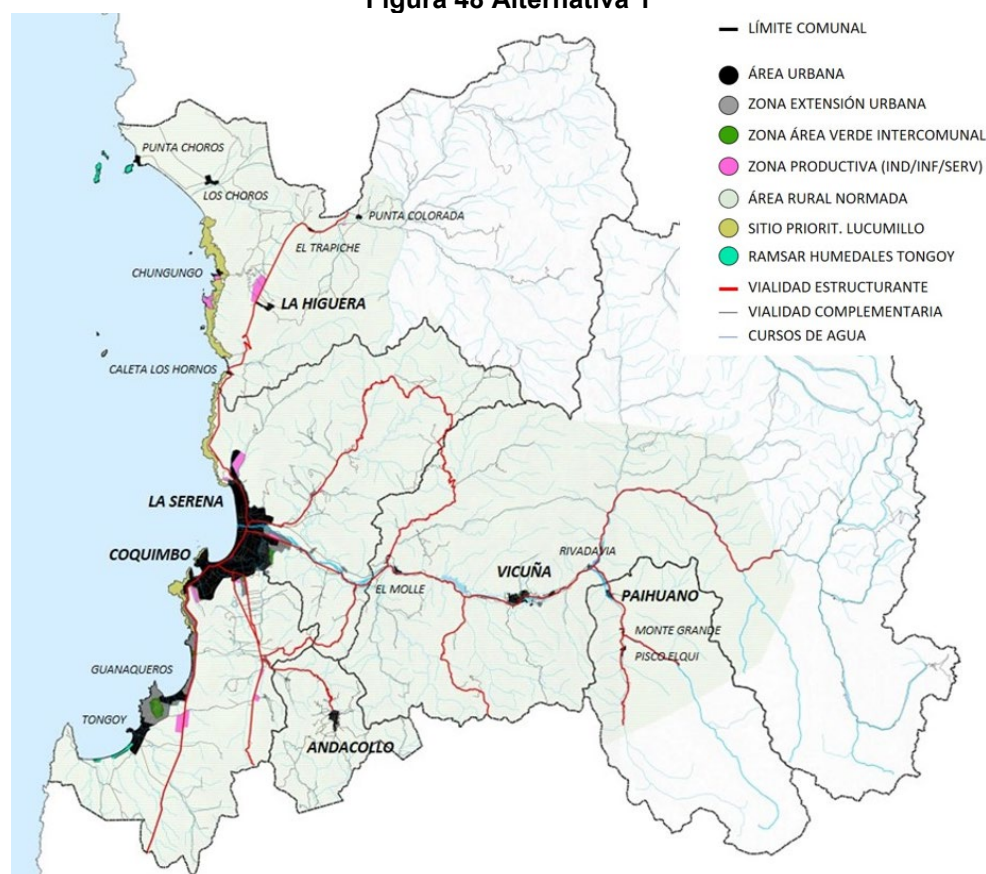 Figura 48 Alternativa 1
LÍMITE COMUNAL
ÁREA URBANA
ZONA EXTENSIÓN URBANA
ZONA ÁREA VERDE INTERCOMUNAL
ZONA PRODUCTIVA (IND/INF/SERV)
ÁREA RURAL NORMADA
SITIO PRIORIT. LUCUMILLO
RAMSAR HUMEDALES TONGOY
VIALIDAD ESTRUCTURANTE
VIALIDAD COMPLEMENTARIA
CURSOS DE AGUA
PUNTA CHOROS
LOS CHOROS
PUNTA COLORADA
EL TRAPICHE
CHUNGUNGO
LA HIGUERA
CALETA LOS HORNOS
LA SERENA
COQUIMBO
RIVADAVIA
VICUÑA
EL MOLLE
PAIHUANO
MONTE GRANDE
PISCO ELQUI
GUANAQUEROS
TONGOY
ANDACOLLO